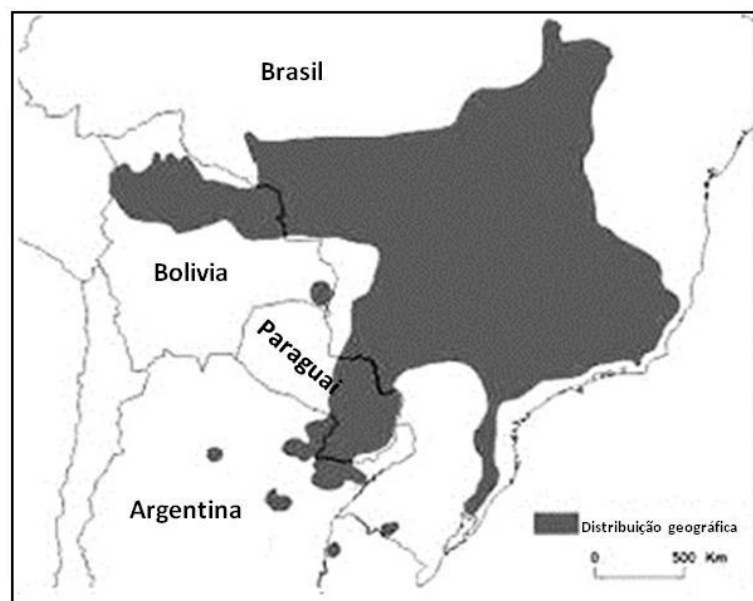 Brasil
Bolivia
Paraguai
Argentina
Distribuição geográfica
0 500 Km